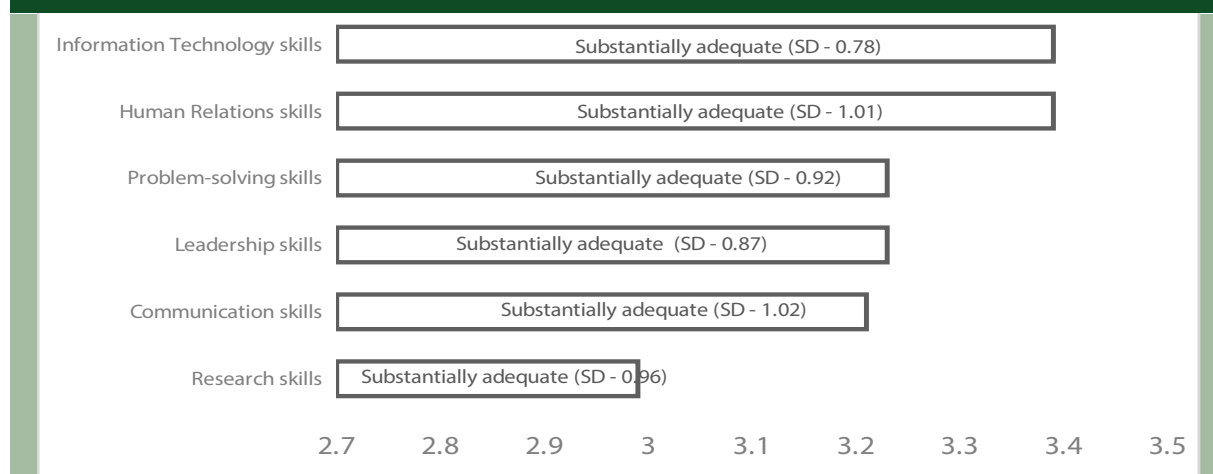 Information Technology skills Substantially adequate (SD - 0.78)
Human Relations skills Substantially adequate (SD - 1.01)
Problem-solving skills Substantially adequate (SD - 0.92)
Leadership skills Substantially adequate (SD - 0.87)
Communication skills Substantially adequate (SD - 1.02)
Research skills Substantially adequate (SD - 0.96)
2.7 2.8 2.9 3 3.1 3.2 3.3 3.4 3.5